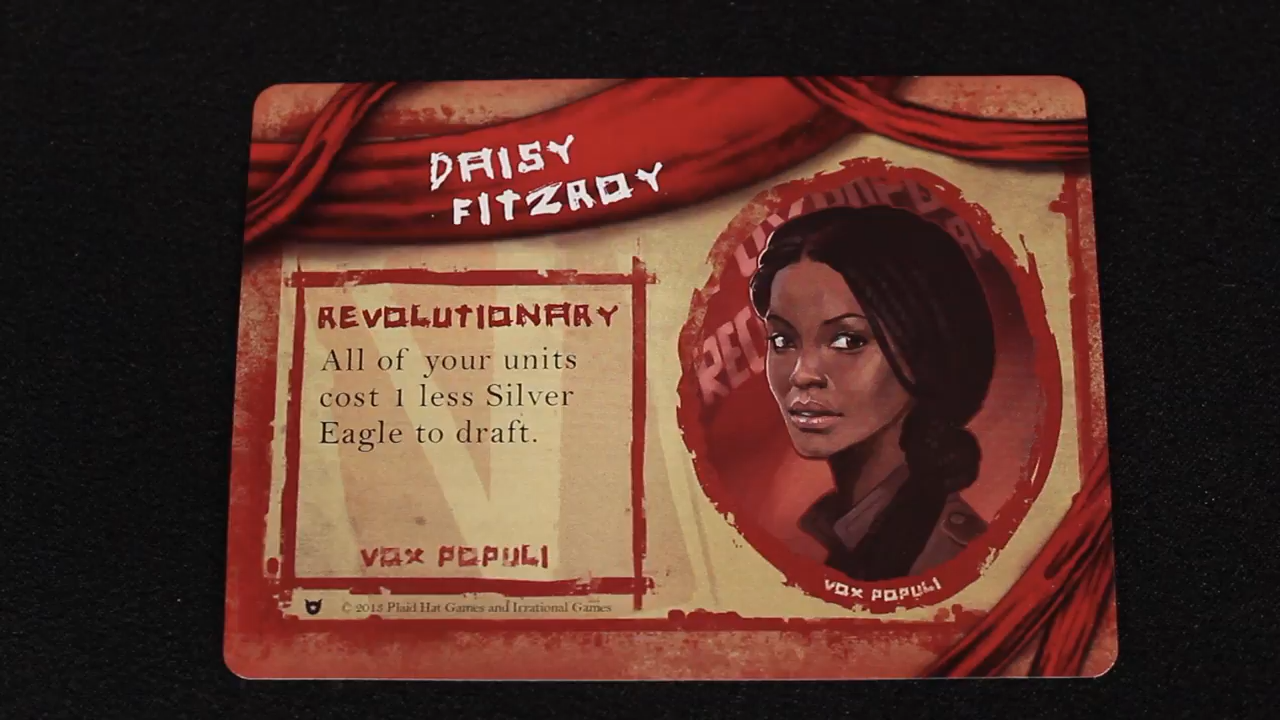 DAISY
FITZROY
REVOLUTIONARY
All of your units
cost 1 less Silver
Eagle to draft.
VOX POPULI
© 2013 Plaid Hat Games and Irrational Games
VOX POPULI